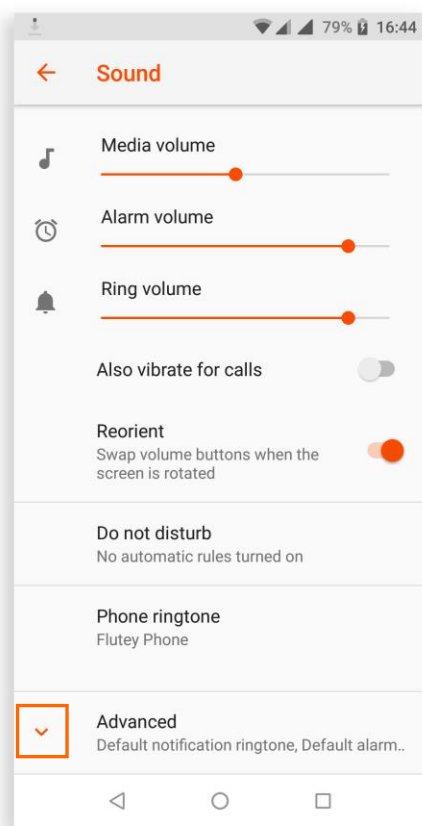 79% 16:44
Sound
Media volume
Alarm volume
Ring volume
Also vibrate for calls
Reorient
Swap volume buttons when the
screen is rotated
Do not disturb
No automatic rules turned on
Phone ringtone
Flutey Phone
Advanced
Default notification ringtone, Default alarm..